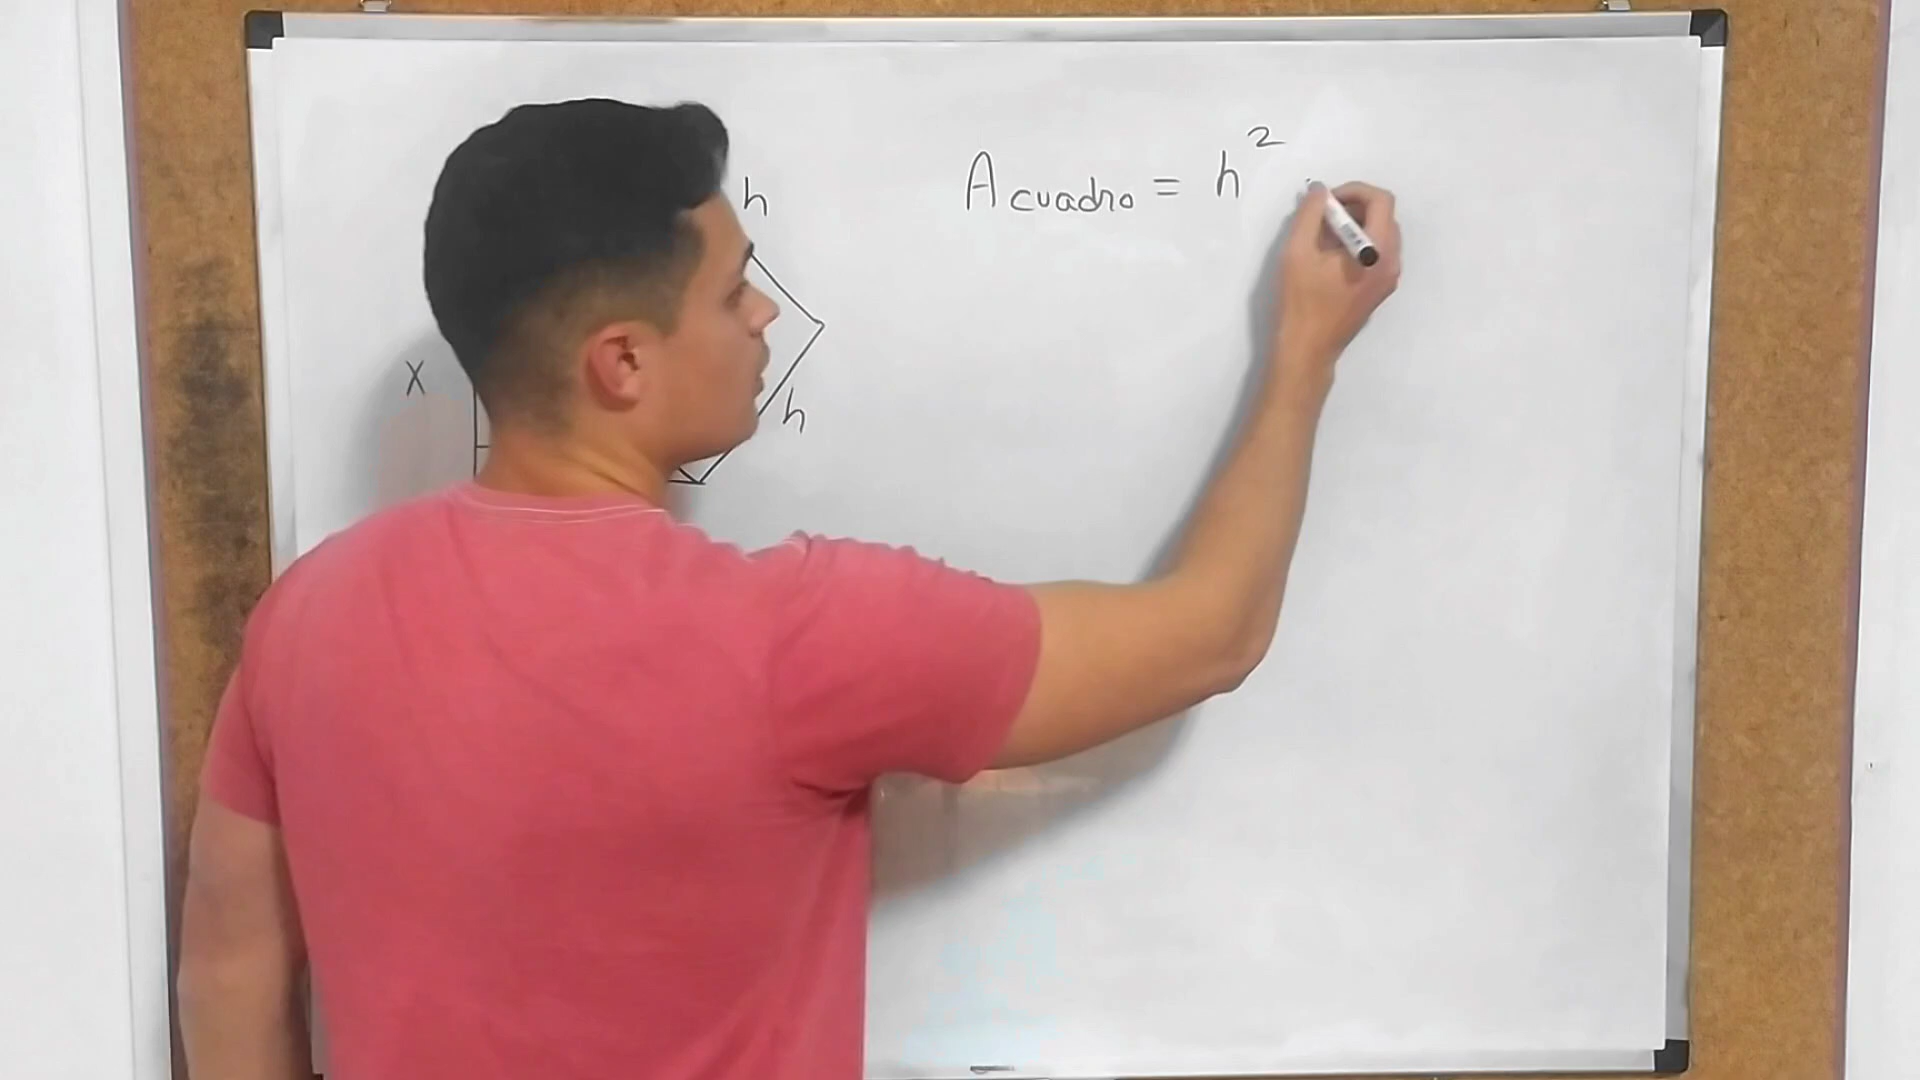 A cuadro = h²
h
x
h